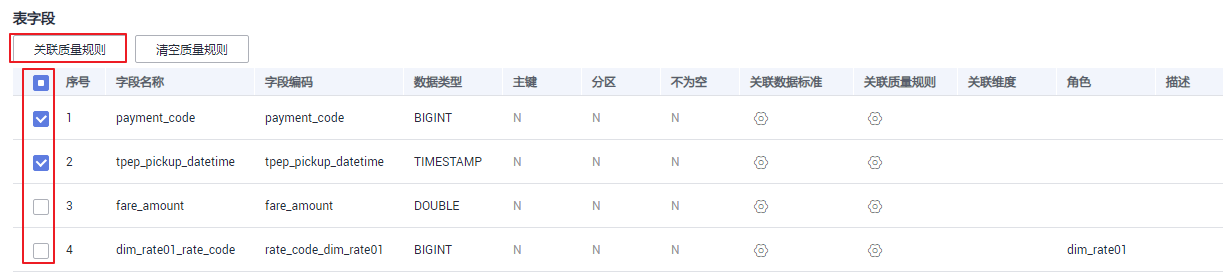 表字段
关联质量规则 清空质量规则
序号 字段名称 字段编码 数据类型 主键 分区 不为空 关联数据标准 关联质量规则 关联维度 角色 描述
1 payment_code payment_code BIGINT N N N
2 tpep_pickup_datetime tpep_pickup_datetime TIMESTAMP N N N
3 fare_amount fare_amount DOUBLE N N N
4 dim_rate01_rate_code rate_code_dim_rate01 BIGINT N N N dim_rate01